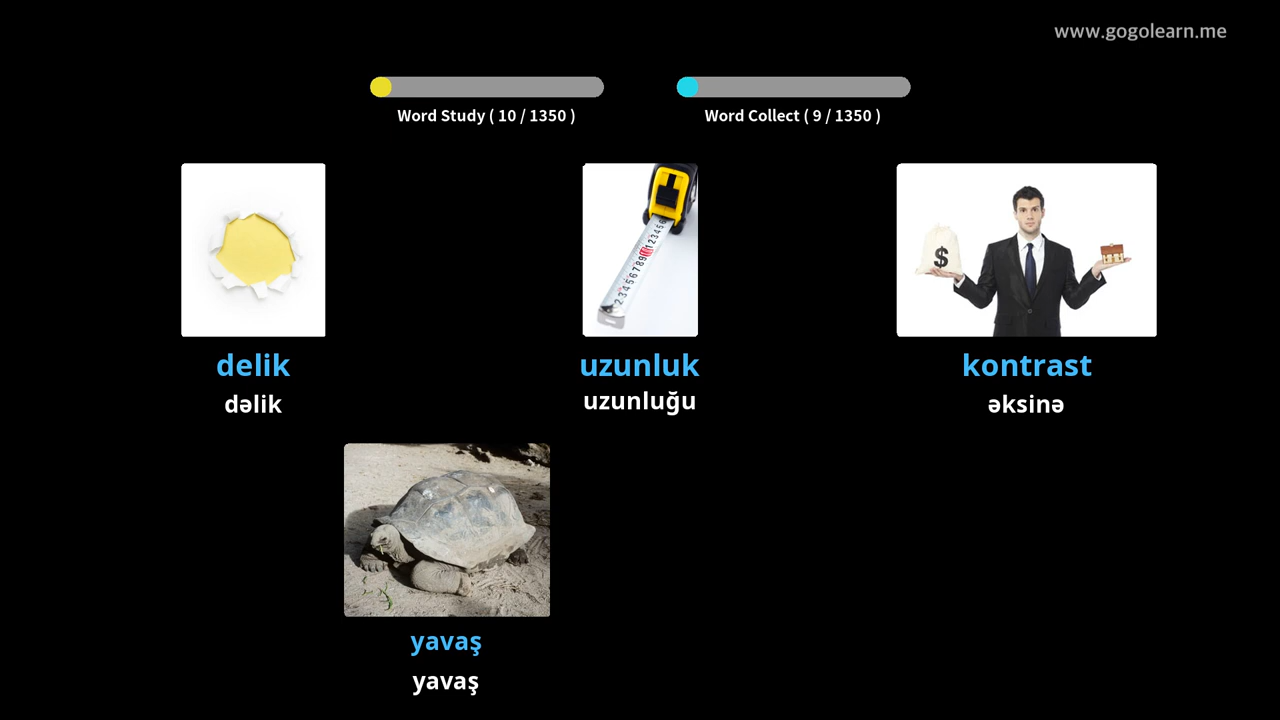 www.gogolearn.me
Word Study ( 10 / 1350 )
Word Collect ( 9 / 1350 )
delik
dəlik
uzunluk
uzunluğu
kontrast
əksinə
yavaş
yavaş